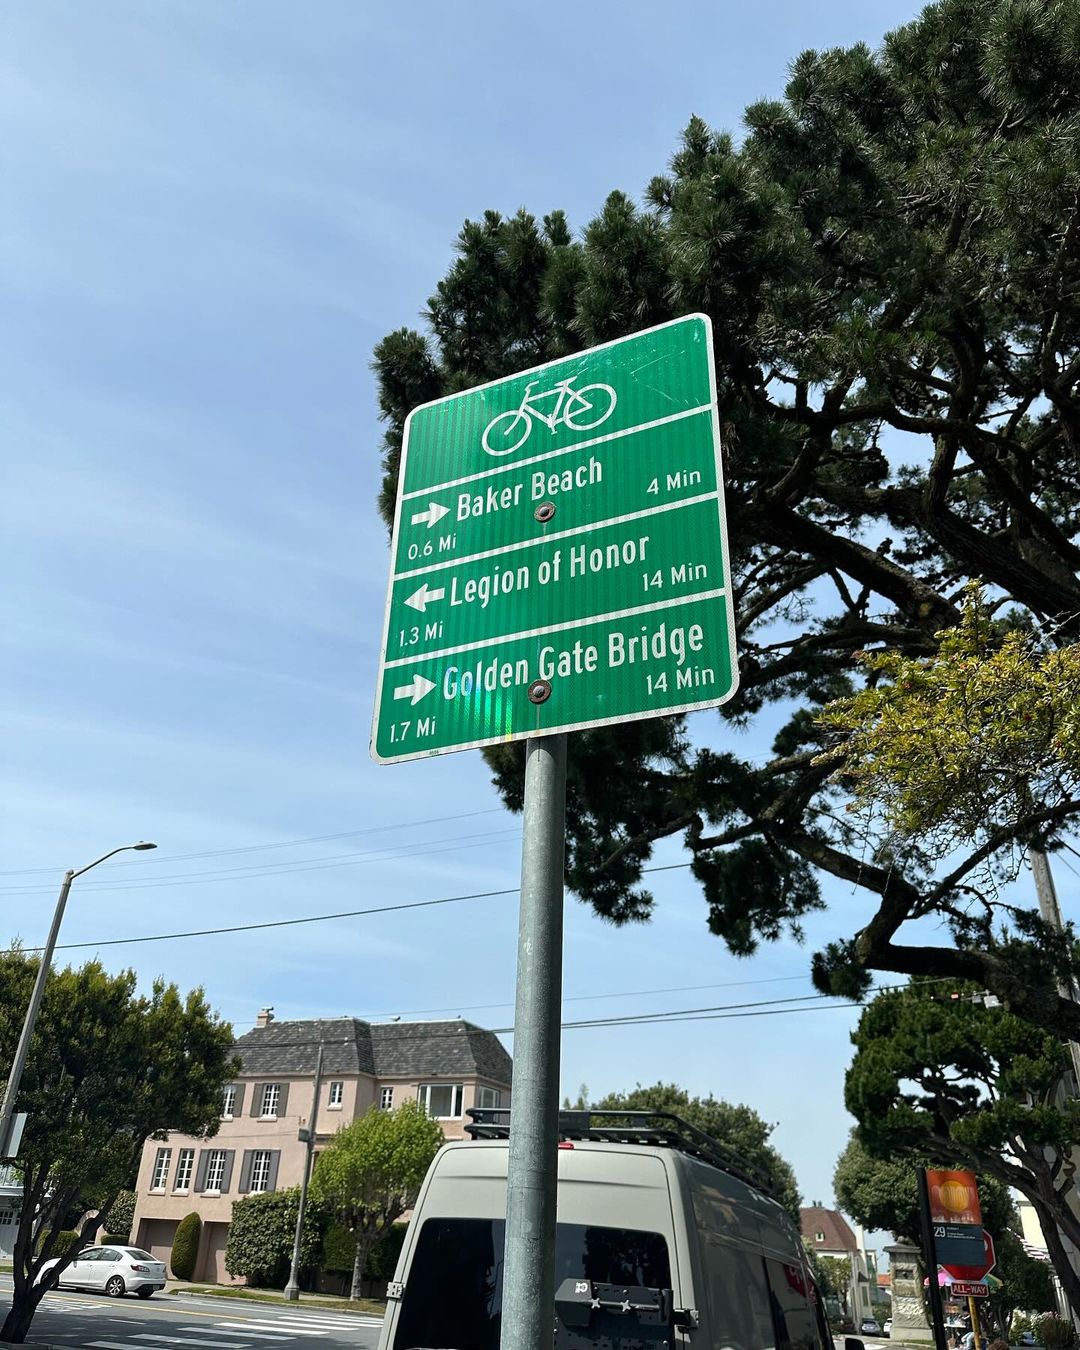 Baker Beach
4 Min
0.6 Mi
Legion of Honor
14 Min
1.3 Mi
Golden Gate Bridge
14 Min
1.7 Mi
29
ALL-WAY